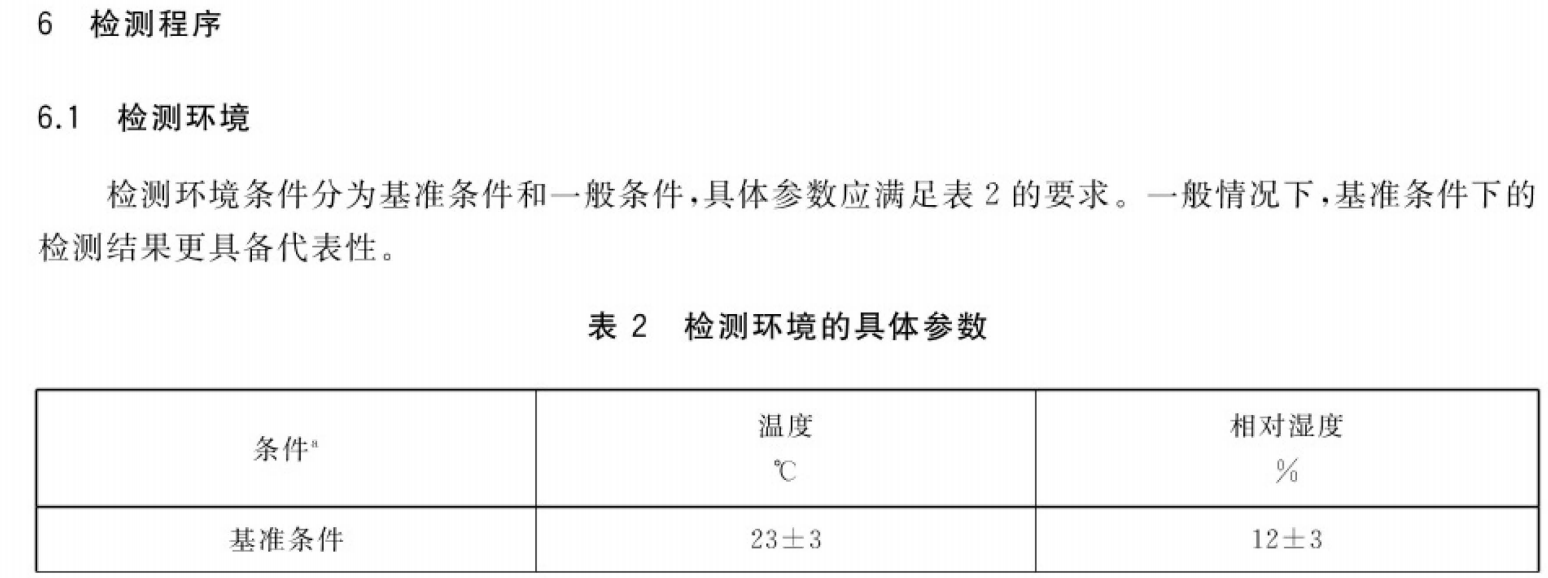 6 检测程序
6.1 检测环境
检测环境条件分为基准条件和一般条件,具体参数应满足表 2 的要求。一般情况下,基准条件下的
检测结果更具备代表性。
表 2 检测环境的具体参数
条件ª 温度 相对湿度
℃ %
基准条件 23±3 12±3